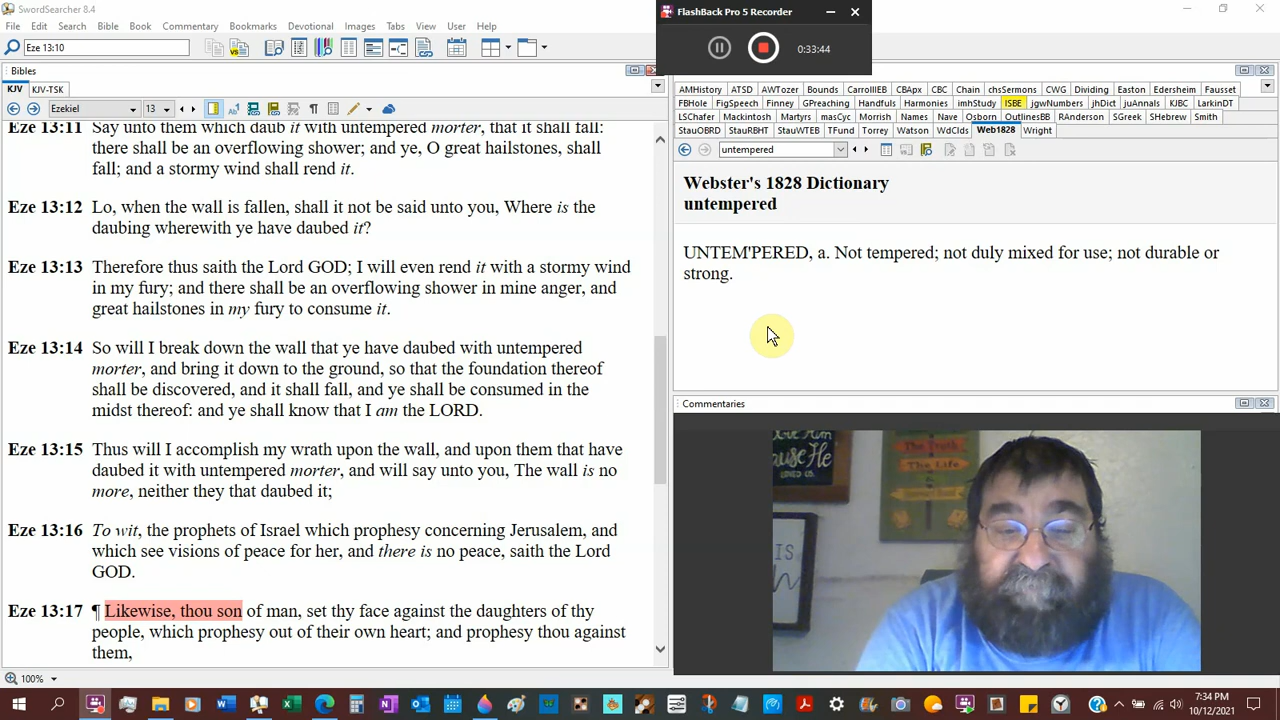 SwordSearcher 8.4
File Edit Search Bible Book Commentary Devotional Images Tabs View User Help
Eze 13:10
Bibles
KJV KJV-TSK
Ezekiel 13
Eze 13:11 Say unto them which daub it with untempered morter, that it shall fall:
there shall be an overflowing shower; and ye, O great hailstones, shall
fall; and a stormy wind shall rend it.
Eze 13:12 Lo, when the wall is fallen, shall it not be said unto you, Where is the
daubing wherewith ye have daubed it?
Eze 13:13 Therefore thus saith the Lord GOD; I will even rend it with a stormy wind
in my fury; and there shall be an overflowing shower in mine anger, and
great hailstones in my fury to consume it.
Eze 13:14 So will I break down the wall that ye have daubed with untempered
morter, and bring it down to the ground, so that the foundation thereof
shall be discovered, and it shall fall, and ye shall be consumed in the
midst thereof: and ye shall know that I am the LORD.
Eze 13:15 Thus will I accomplish my wrath upon the wall, and upon them that have
daubed it with untempered morter, and will say unto you, The wall is no
more, neither they that daubed it;
Eze 13:16 To wit, the prophets of Israel which prophesy concerning Jerusalem, and
which see visions of peace for her, and there is no peace, saith the Lord
GOD.
Eze 13:17 ¶ Likewise, thou son of man, set thy face against the daughters of thy
people, which prophesy out of their own heart; and prophesy thou against
them,
100%
FlashBack Pro 5 Recorder
0:33:44
AMHistory ATSD AWTozer Bounds CarrollEIB CBApx CBC Chain chsSermons CWG Dividing Easton Edersheim Fausset
FBHole FigSpeech Finney GPreaching Handfuls Harmonies imhStudy ISBE jgwNumbers jhDict juAnnals KJBC LarkinDT
LSChafer Mackintosh Martyrs masCyc Morrish Names Nave Osborn OutlinesBB RAnderson SGreek SHebrew Smith
StauOBRD StauRBHT StauWTEB TFund Torrey Watson WdClds Web1828 Wright
untempered
Webster's 1828 Dictionary
untempered
UNTEM'PERED, a. Not tempered; not duly mixed for use; not durable or
strong.
Commentaries
The Truth
The Life
7:34 PM
10/12/2021